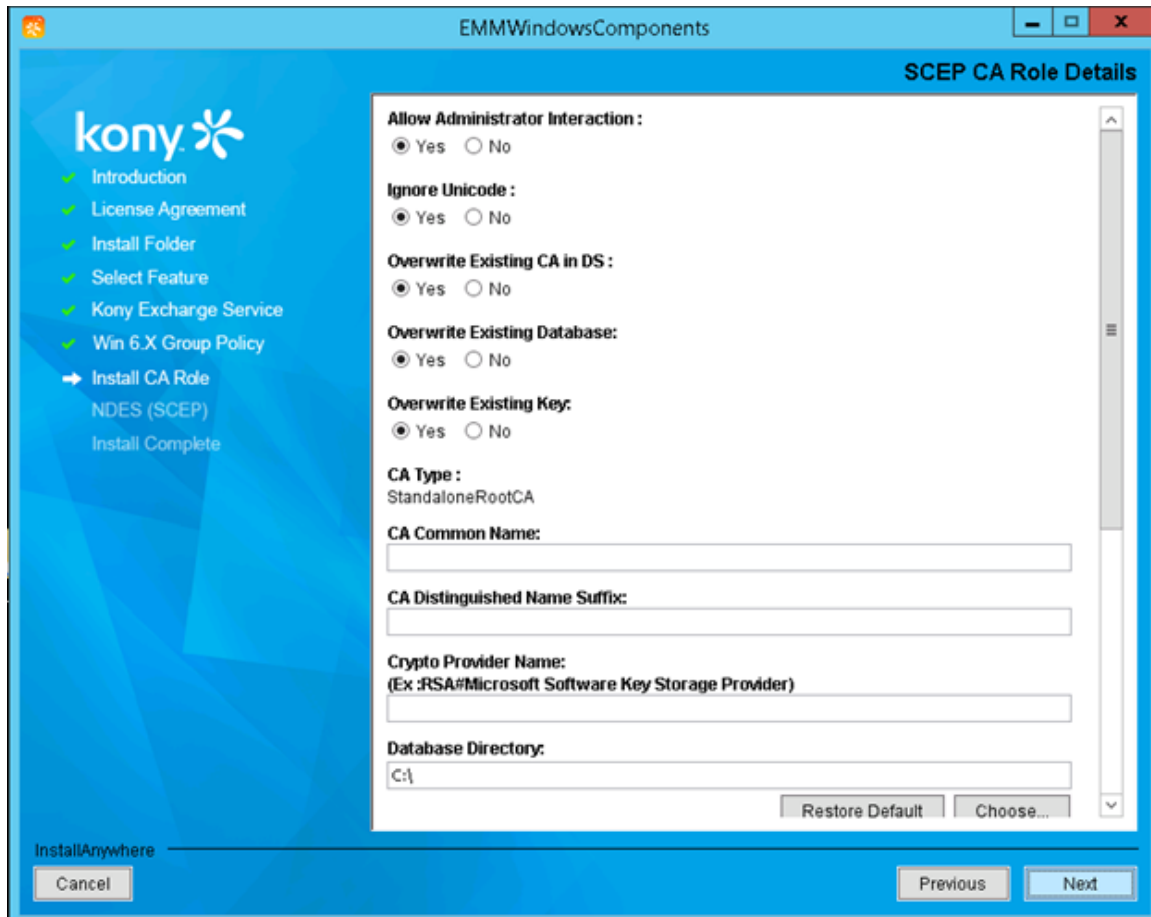 EMMWindowsComponents
SCEP CA Role Details
kony
Introduction
License Agreement
Install Folder
Select Feature
Kony Exchange Service
Win 6.X Group Policy
Install CA Role
NDES (SCEP)
Install Complete
Allow Administrator Interaction :
Yes No
Ignore Unicode :
Yes No
Overwrite Existing CA in DS :
Yes No
Overwrite Existing Database:
Yes No
Overwrite Existing Key:
Yes No
CA Type :
StandaloneRootCA
CA Common Name:
CA Distinguished Name Suffix:
Crypto Provider Name:
(Ex :RSA#Microsoft Software Key Storage Provider)
Database Directory:
C:\
Restore Default Choose...
InstallAnywhere
Cancel Previous Next